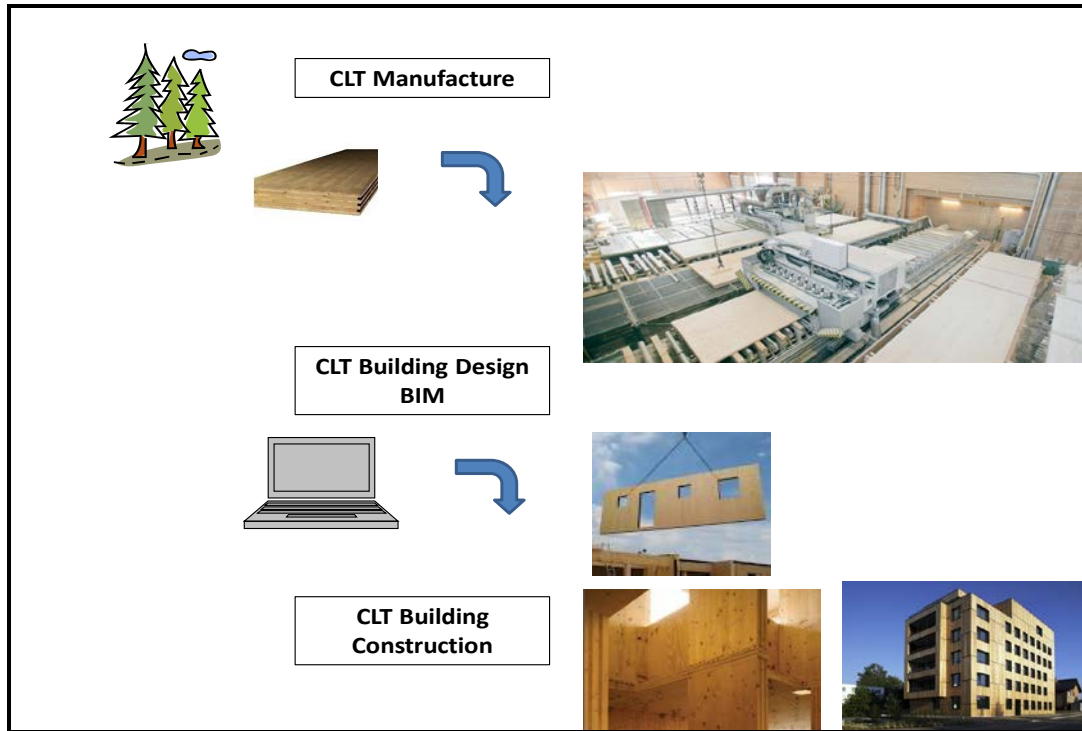 CLT Manufacture
CLT Building Design
BIM
CLT Building
Construction